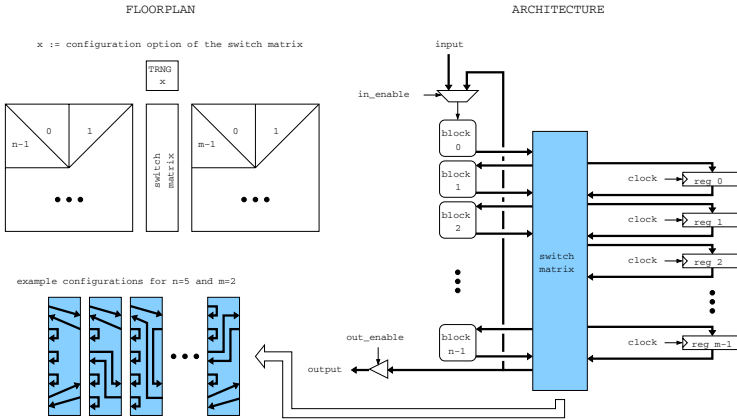 FLOORPLAN
x := configuration option of the switch matrix
TRNG
x
n-1
0
1
switch
matrix
m-1
0
1
example configurations for n=5 and m=2
ARCHITECTURE
input
in_enable
block
0
block
1
block
2
block
n-1
switch
matrix
clock
reg 0
clock
reg 1
clock
reg 2
clock
reg m-1
out_enable
output